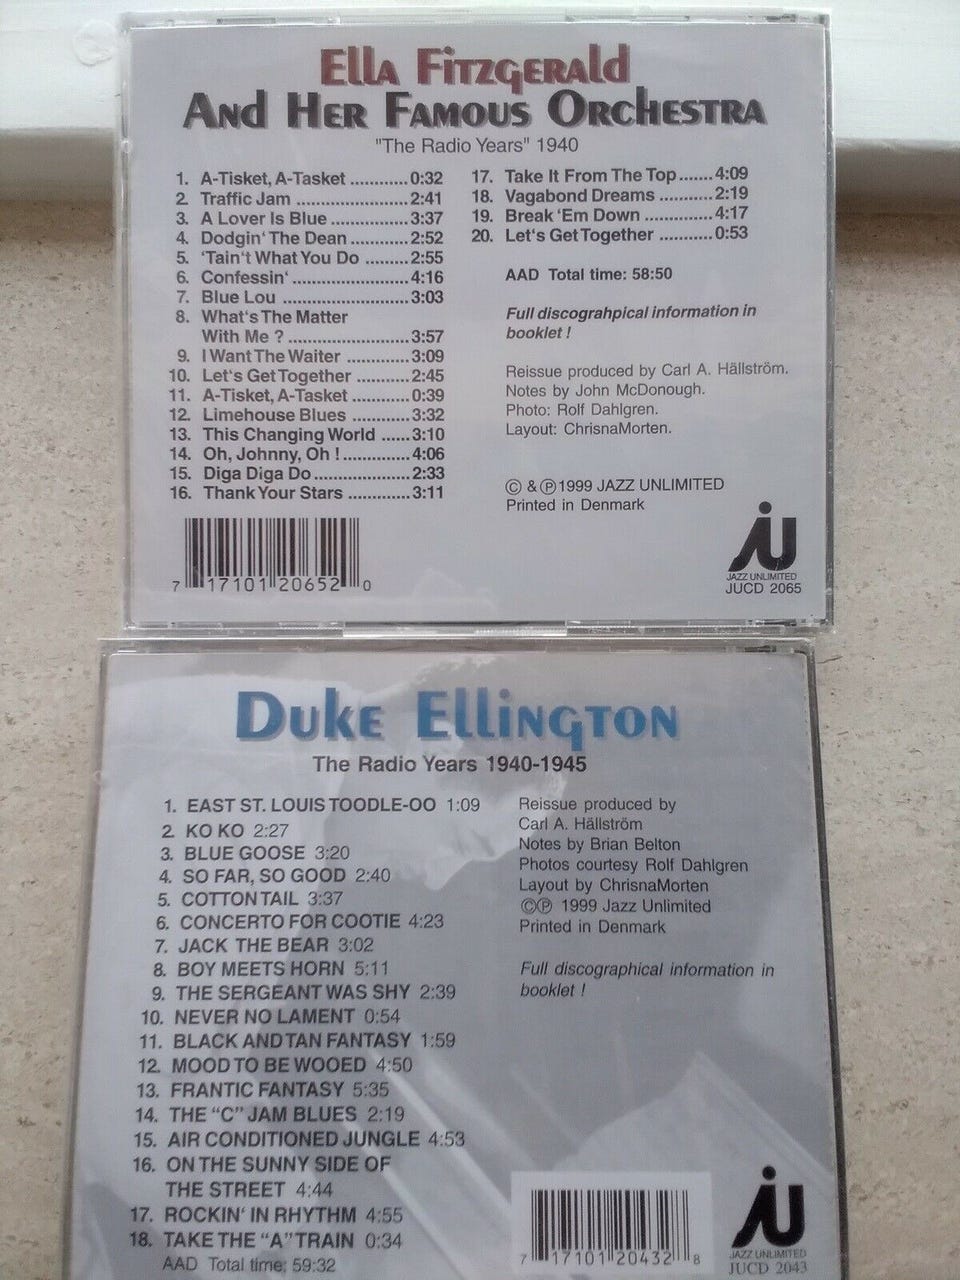 Ella Fitzgerald
And Her Famous Orchestra
"The Radio Years" 1940
1. A-Tisket, A-Tasket ............0:32
2. Traffic Jam .........................2:41
3. A Lover Is Blue .................3:37
4. Dodgin‘ The Dean .............2:52
5. ‘Tain‘t What You Do .........2:55
6. Confessin‘ .........................4:16
7. Blue Lou ...........................3:03
8. What‘s The Matter
With Me ? ..........................3:57
9. I Want The Waiter .............3:09
10. Let‘s Get Together ...........2:45
11. A-Tisket, A-Tasket ............0:39
12. Limehouse Blues ............3:32
13. This Changing World ......3:10
14. Oh, Johnny, Oh !..............4:06
15. Diga Diga Do....................2:33
16. Thank Your Stars .............3:11
17. Take It From The Top.......4:09
18. Vagabond Dreams ...........2:19
19. Break ‘Em Down ..............4:17
20. Let‘s Get Together ...........0:53
AAD Total time: 58:50
Full discograhpical information in
booklet !
Reissue produced by Carl A. Hällström.
Notes by John McDonough.
Photo: Rolf Dahlgren.
Layout: ChrisnaMorten.
© & ℗ 1999 JAZZ UNLIMITED
Printed in Denmark
7 17101 20652 0
JU
JAZZ UNLIMITED
JUCD 2065
Duke Ellington
The Radio Years 1940-1945
1. EAST ST. LOUIS TOODLE-OO 1:09
2. KO KO 2:27
3. BLUE GOOSE 3:20
4. SO FAR, SO GOOD 2:40
5. COTTON TAIL 3:37
6. CONCERTO FOR COOTIE 4:23
7. JACK THE BEAR 3:02
8. BOY MEETS HORN 5:11
9. THE SERGEANT WAS SHY 2:39
10. NEVER NO LAMENT 0:54
11. BLACK AND TAN FANTASY 1:59
12. MOOD TO BE WOOED 4:50
13. FRANTIC FANTASY 5:35
14. THE “C” JAM BLUES 2:19
15. AIR CONDITIONED JUNGLE 4:53
16. ON THE SUNNY SIDE OF
THE STREET 4:44
17. ROCKIN‘ IN RHYTHM 4:55
18. TAKE THE “A” TRAIN 0:34
AAD Total time: 59:32
Reissue produced by
Carl A. Hällström
Notes by Brian Belton
Photos courtesy Rolf Dahlgren
Layout by ChrisnaMorten
©℗ 1999 Jazz Unlimited
Printed in Denmark
Full discographical information in
booklet !
7 17101 20432 8
JU
JAZZ UNLIMITED
JUCD 2043